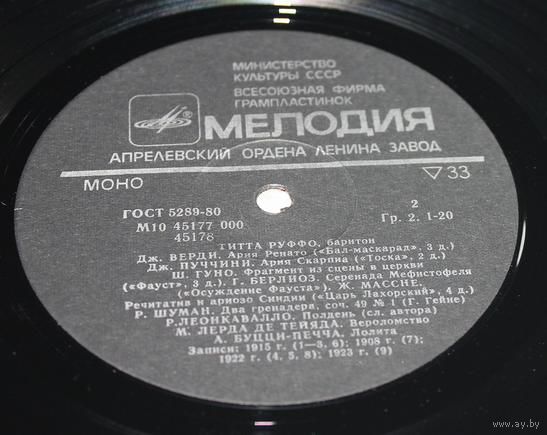 МИНИСТЕРСТВО
КУЛЬТУРЫ СССР
ВСЕСОЮЗНАЯ ФИРМА
ГРАМПЛАСТИНОК
МЕЛОДИЯ
АПРЕЛЕВСКИЙ ОРДЕНА ЛЕНИНА ЗАВОД
МОНО
▽33
ГОСТ 5289-80
2
М10 45177 000
Гр. 2. 1-20
45178
ТИТТА РУФФО, баритон
Дж. ВЕРДИ. Ария Ренато («Бал-маскарад», 3 д.)
Дж. ПУЧЧИНИ. Ария Скарпиа («Тоска», 2 д.)
Ш. ГУНО. Фрагмент из сцены в церкви
(«Фауст», 3 д.). Г. БЕРЛИОЗ. Серенада Мефистофеля
(«Осуждение Фауста»). Ж. МАССНЕ.
Речитатив и ариозо Синдии («Царь Лахорский», 4 д.)
Р. ШУМАН. Два гренадера, соч. 49 № 1 (Г. Гейне)
Р. ЛЕОНКАВАЛЛО. Полдень (сл. автора)
М. ЛЕРДА ДЕ ТЕЙЯДА. Вероломство
А. БУЦЦИ-ПЕЧЧА. Лолита
Записи: 1915 г. (1—3, 6); 1908 г. (7);
1922 г. (4, 5, 8); 1923 г. (9)
www.ay.by